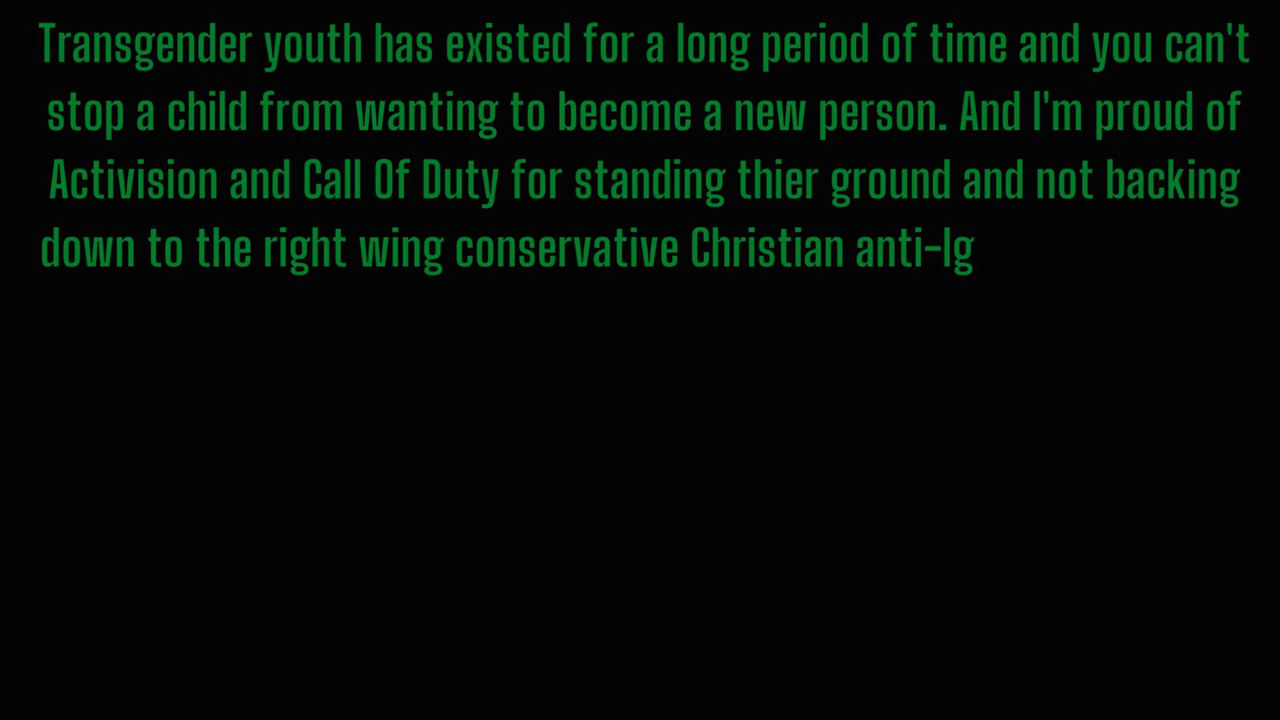 Transgender youth has existed for a long period of time and you can't
stop a child from wanting to become a new person. And I'm proud of
Activision and Call Of Duty for standing thier ground and not backing
down to the right wing conservative Christian anti-lg